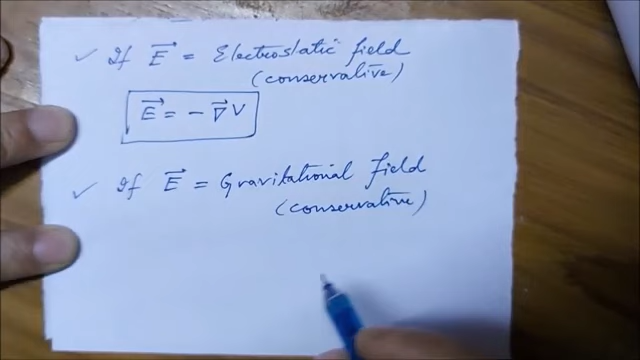 ✓ If E⃗ = Electrostatic field
(conservative)
E⃗ = - ∇⃗ V
✓ If E⃗ = Gravitational field
(conservative)